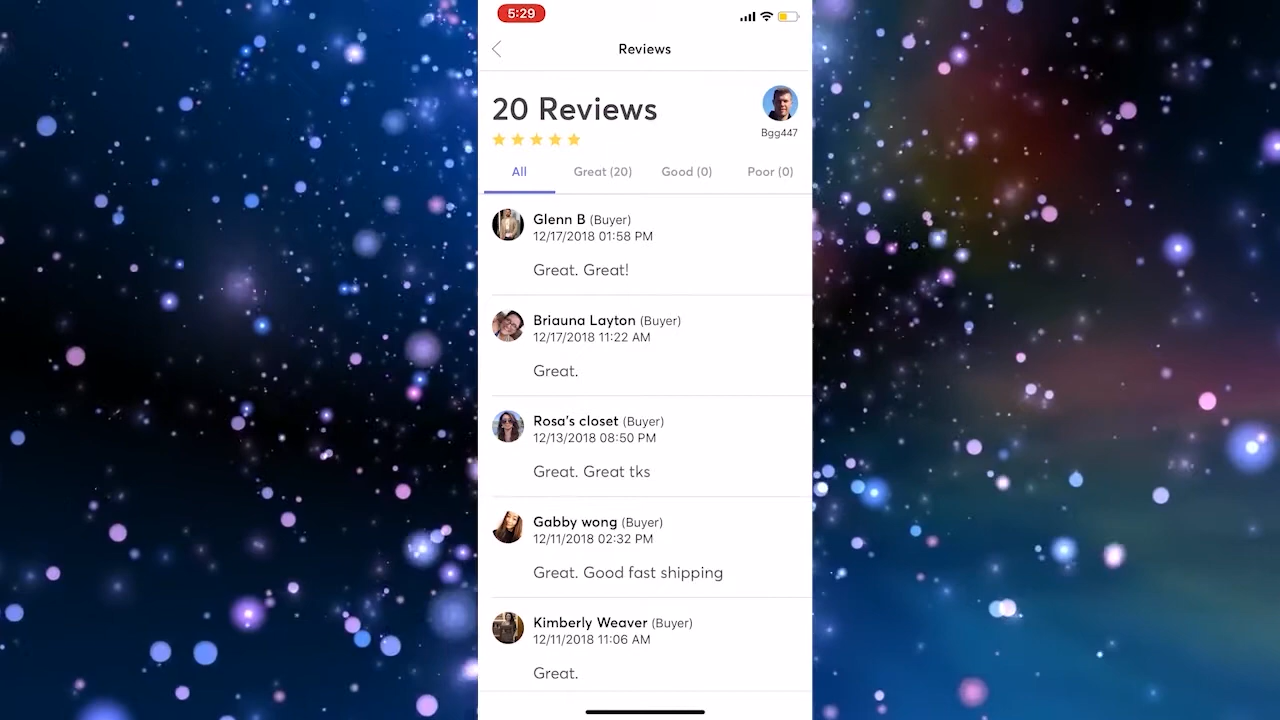 5:29
Reviews
20 Reviews
Bgg447
All Great (20) Good (0) Poor (0)
Glenn B (Buyer)
12/17/2018 01:58 PM
Great. Great!
Briauna Layton (Buyer)
12/17/2018 11:22 AM
Great.
Rosa's closet (Buyer)
12/13/2018 08:50 PM
Great. Great tks
Gabby wong (Buyer)
12/11/2018 02:32 PM
Great. Good fast shipping
Kimberly Weaver (Buyer)
12/11/2018 11:06 AM
Great.